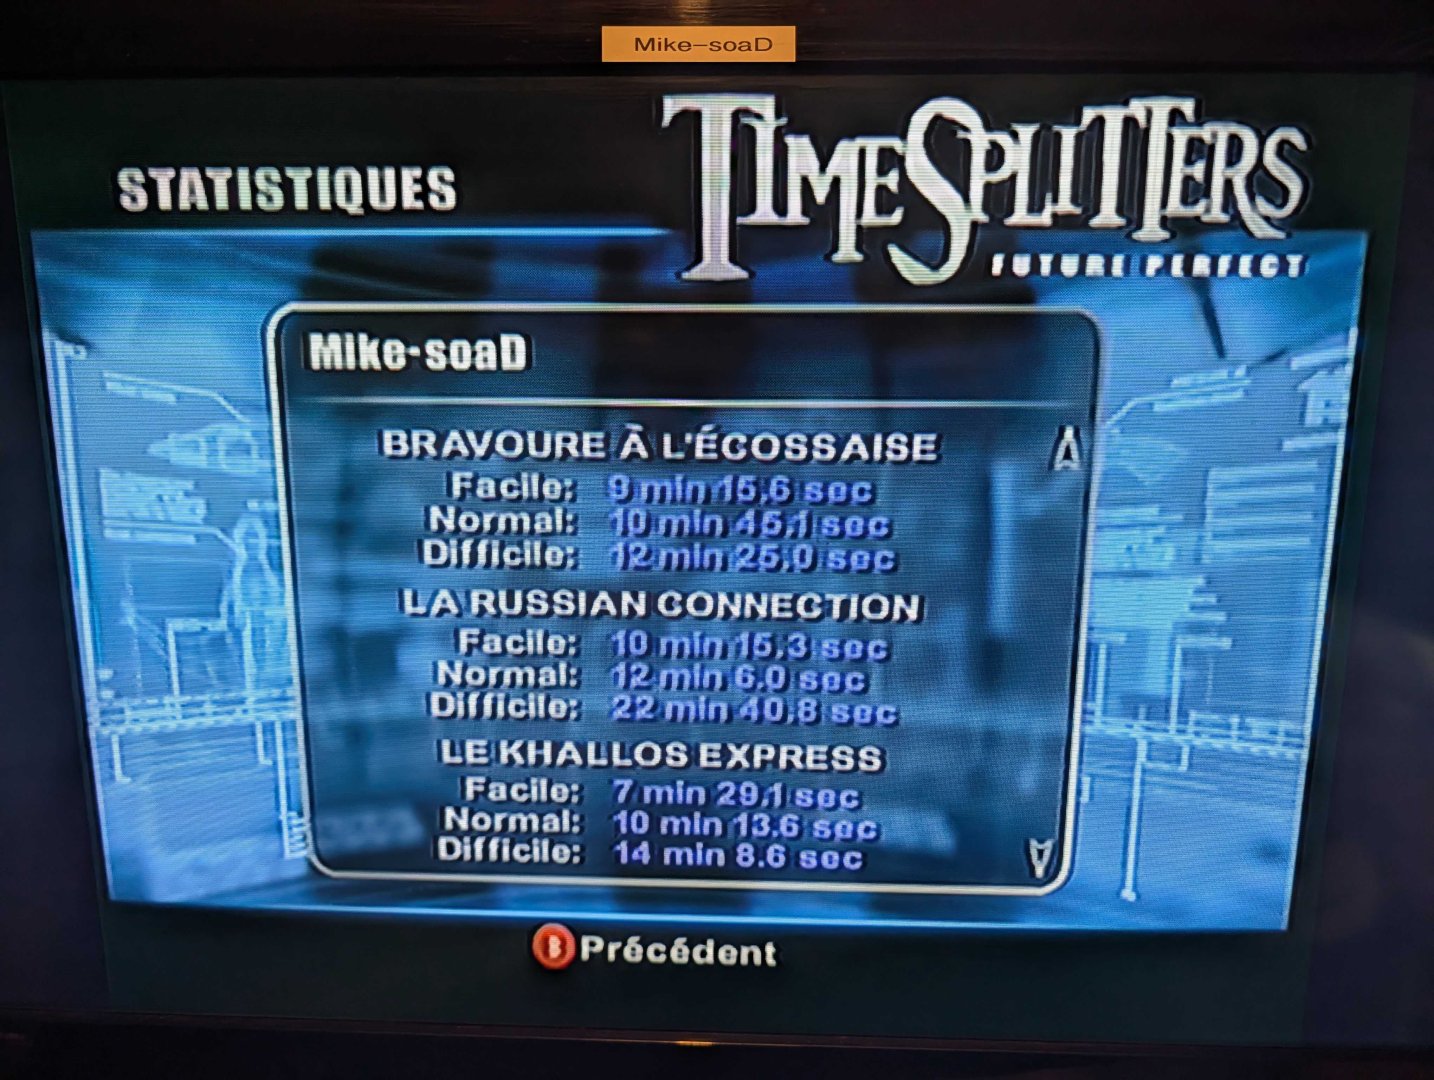 Mike-soaD
STATISTIQUES
TIMESPLITTERS
FUTURE PERFECT
Mike-soaD
BRAVOURE À L'ÉCOSSAISE
Facile: 9 min 15,6 sec
Normal: 10 min 45,1 sec
Difficile: 12 min 25,0 sec
LA RUSSIAN CONNECTION
Facile: 10 min 15,3 sec
Normal: 12 min 6,0 sec
Difficile: 22 min 40,8 sec
LE KHALLOS EXPRESS
Facile: 7 min 29,1 sec
Normal: 10 min 13,6 sec
Difficile: 14 min 8,6 sec
B Précédent